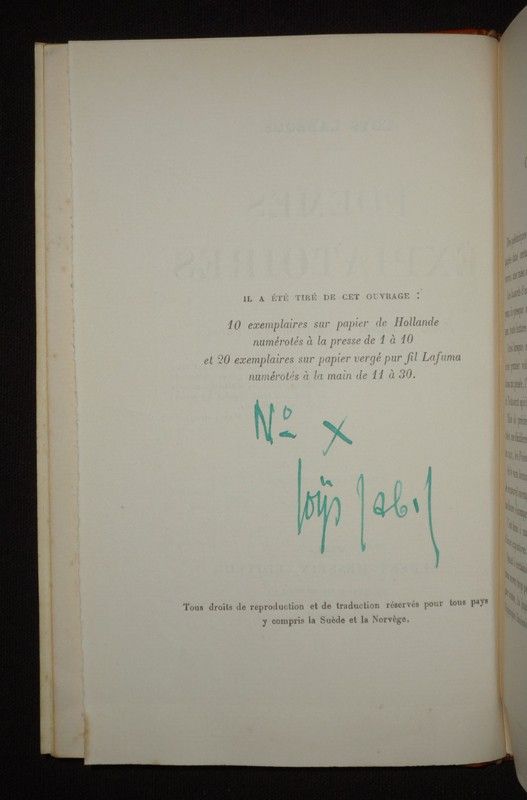 IL A ÉTÉ TIRÉ DE CET OUVRAGE :
10 exemplaires sur papier de Hollande
numérotés à la presse de 1 à 10
et 20 exemplaires sur papier vergé pur fil Lafuma
numérotés à la main de 11 à 30.
Nº X
Tous droits de reproduction et de traduction réservés pour tous pays
y compris la Suède et la Norvège.